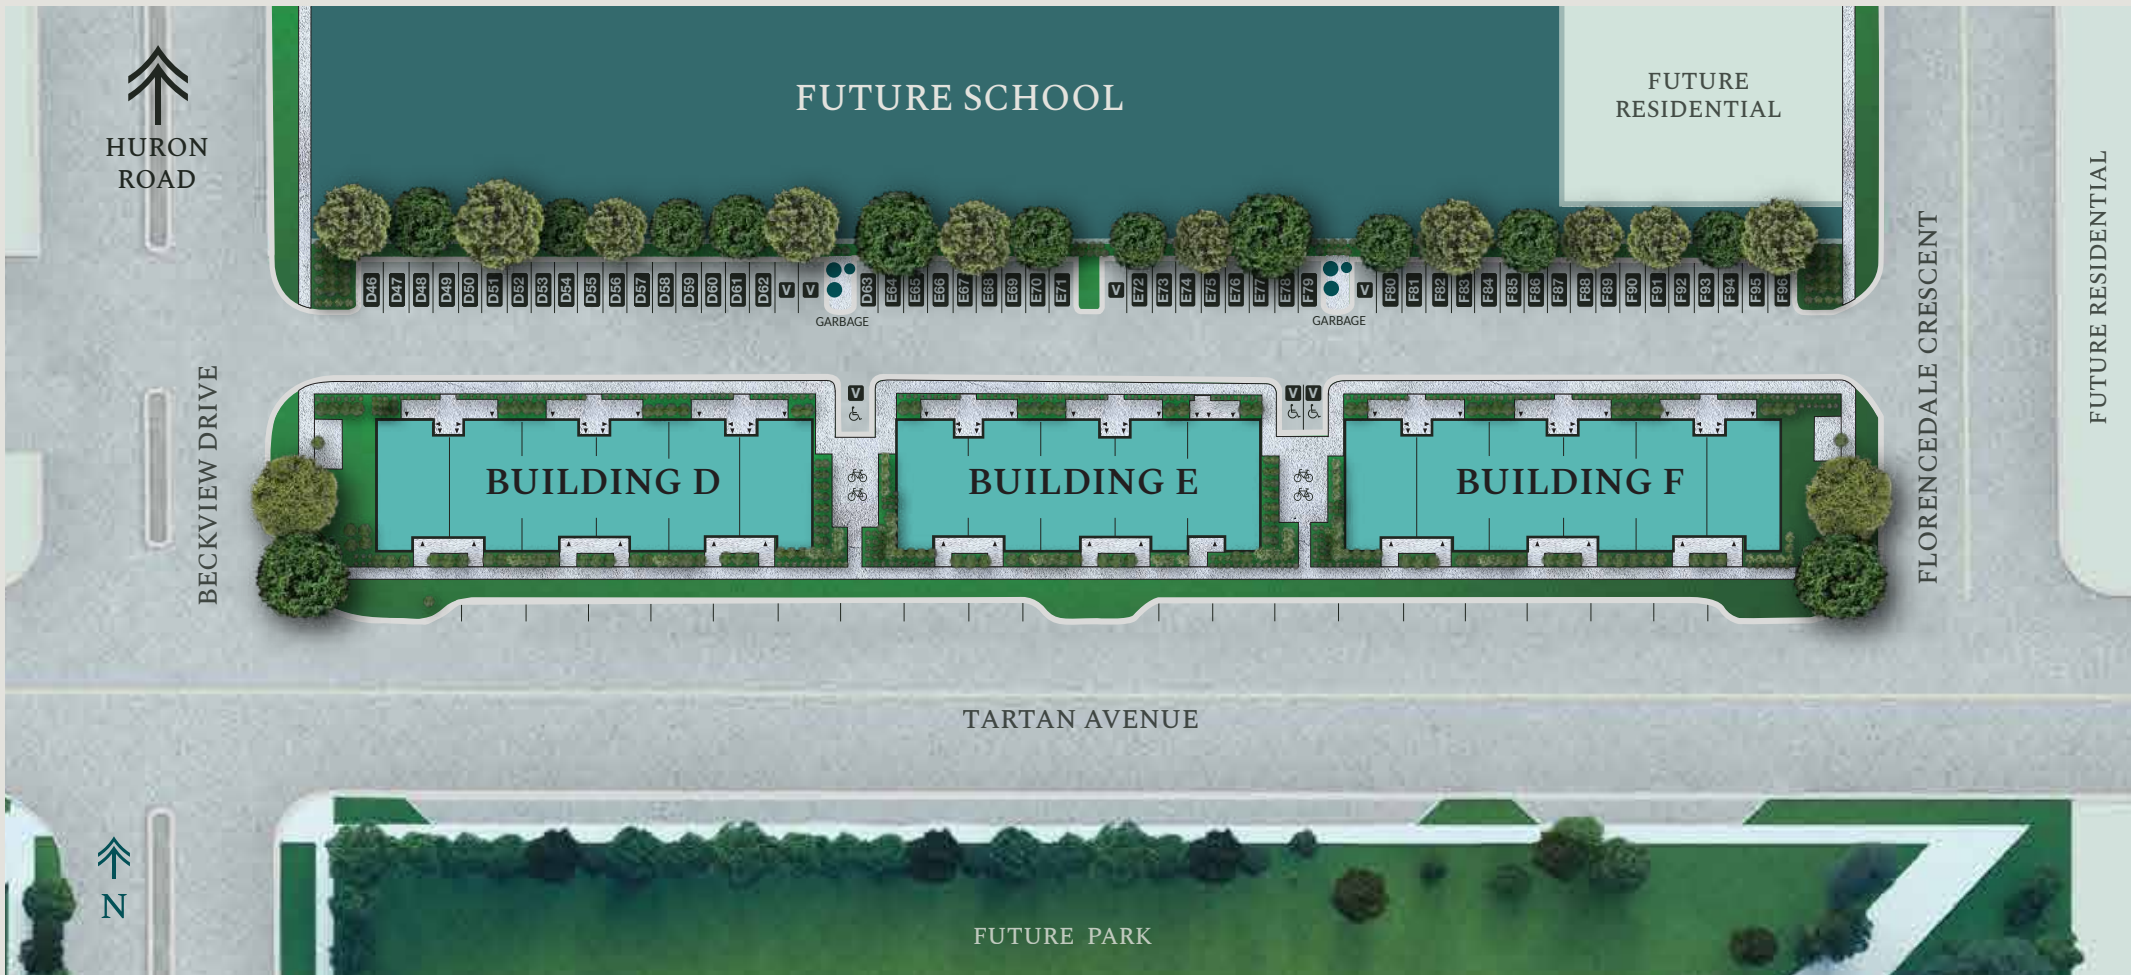 FUTURE SCHOOL
FUTURE
RESIDENTIAL
HURON
ROAD
FUTURE RESIDENTIAL
D46
D47
D48
D49
D50
D51
D52
D53
D54
D55
D56
D57
D58
D59
D60
D61
D62
V
V
D63
E64
E65
E66
E67
E68
E69
E70
E71
V
E72
E73
E74
E75
E76
E77
E78
F79
V
F80
F81
F82
F83
F84
F85
F86
F87
F88
F89
F90
F91
F92
F93
F94
F95
F96
GARBAGE
GARBAGE
BECKVIEW DRIVE
FLORENCEDALE CRESCENT
V
V
V
BUILDING D
BUILDING E
BUILDING F
TARTAN AVENUE
N
FUTURE PARK